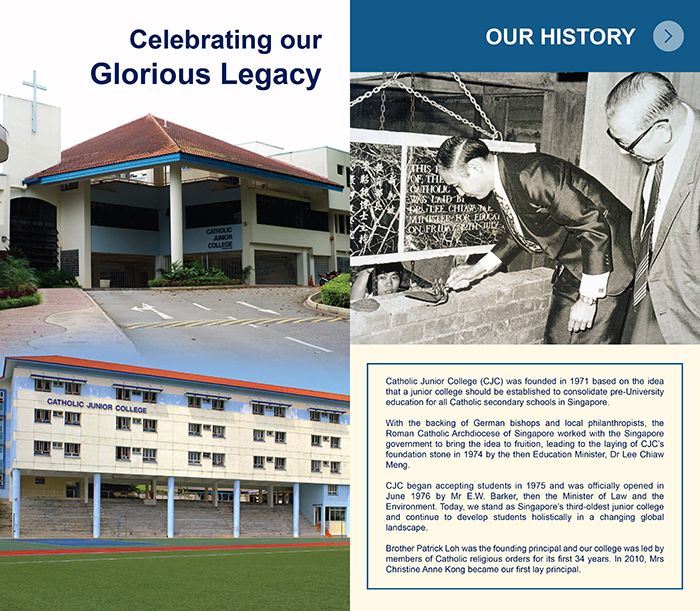 Celebrating our
Glorious Legacy
CATHOLIC
JUNIOR
COLLEGE
CATHOLIC JUNIOR COLLEGE
OUR HISTORY
THIS
OF THE
CATHOLIC
WAS LAID BY
DR. LEE CHIAW
MINISTER FOR EDUCA
ON FRIDAY 12TH JULY
Catholic Junior College (CJC) was founded in 1971 based on the idea
that a junior college should be established to consolidate pre-University
education for all Catholic secondary schools in Singapore.
With the backing of German bishops and local philanthropists, the
Roman Catholic Archdiocese of Singapore worked with the Singapore
government to bring the idea to fruition, leading to the laying of CJC's
foundation stone in 1974 by the then Education Minister, Dr Lee Chiaw
Meng.
CJC began accepting students in 1975 and was officially opened in
June 1976 by Mr E.W. Barker, then the Minister of Law and the
Environment. Today, we stand as Singapore's third-oldest junior college
and continue to develop students holistically in a changing global
landscape.
Brother Patrick Loh was the founding principal and our college was led by
members of Catholic religious orders for its first 34 years. In 2010, Mrs
Christine Anne Kong became our first lay principal.